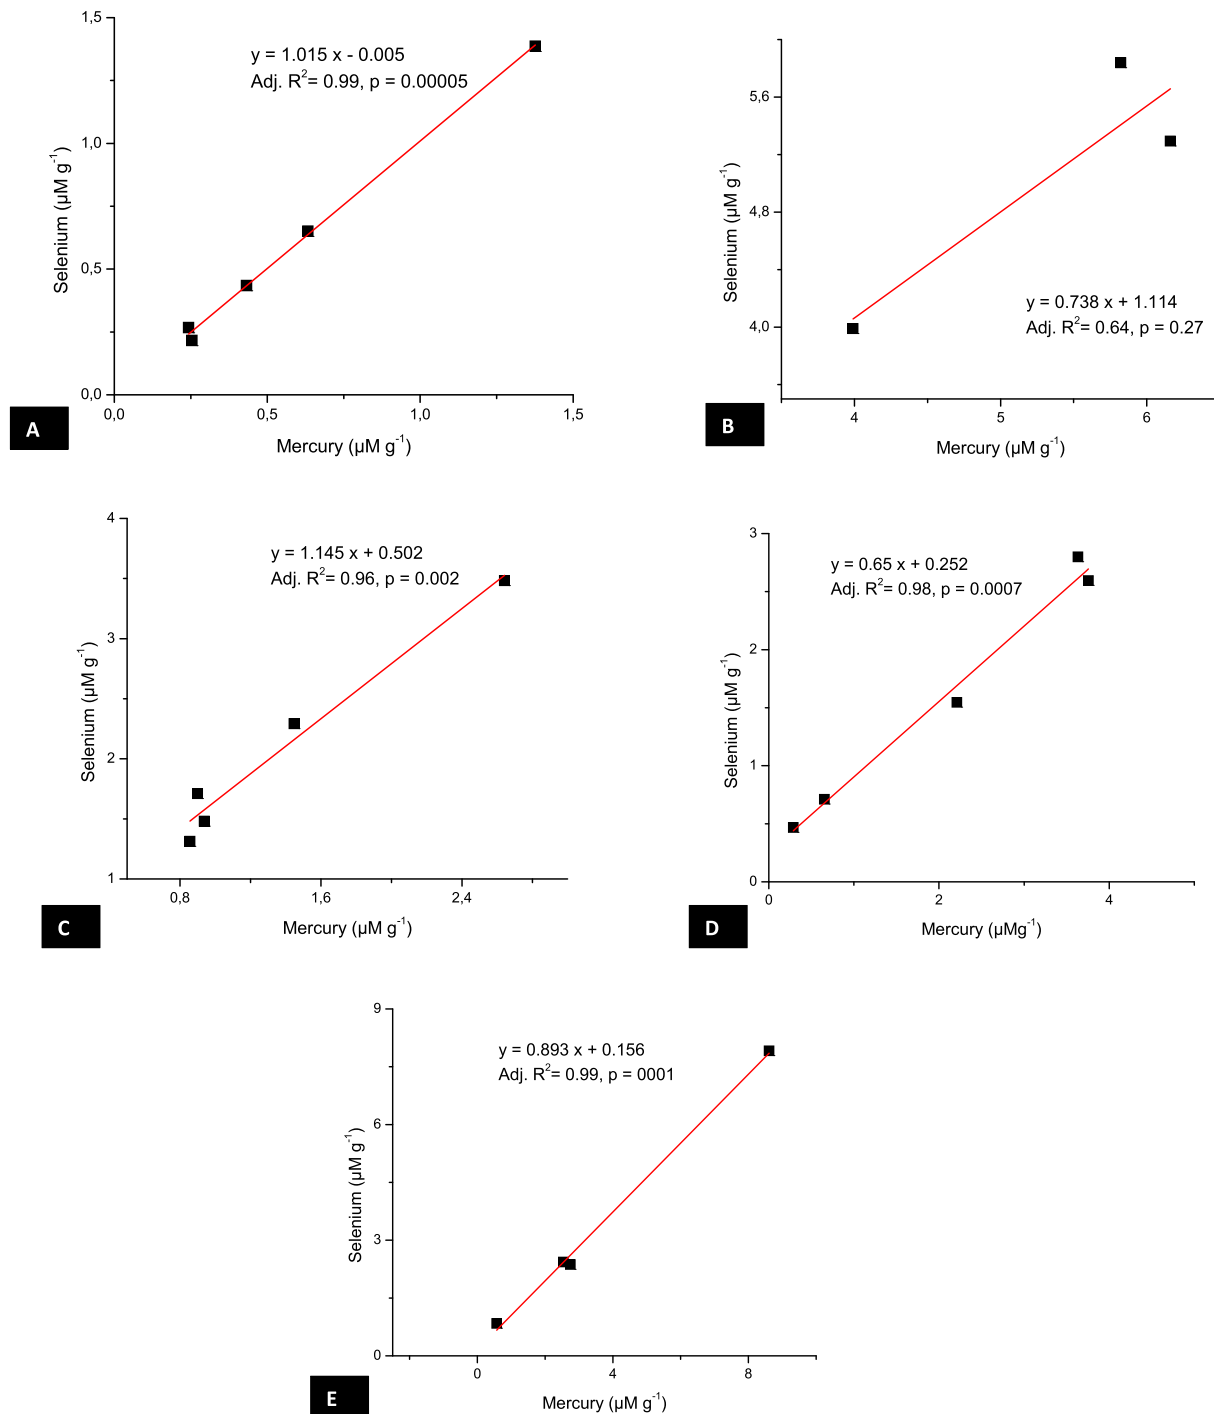 1,5
1,0
0,5
0,0
Selenium (µM g-1)
y = 1.015 x - 0.005
Adj. R2= 0.99, p = 0.00005
0,0 0,5 1,0 1,5
Mercury (µM g-1)
A
5,6
4,8
4,0
Selenium (µM g-1)
y = 0.738 x + 1.114
Adj. R2= 0.64, p = 0.27
4 5 6
Mercury (µM g-1)
B
4
3
2
1
Selenium (µM g-1)
y = 1.145 x + 0.502
Adj. R2= 0.96, p = 0.002
0,8 1,6 2,4
Mercury (µM g-1)
C
3
2
1
0
Selenium (µM g-1)
y = 0.65 x + 0.252
Adj. R2= 0.98, p = 0.0007
0 2 4
Mercury (µMg-1)
D
9
6
3
0
Selenium (µM g-1)
y = 0.893 x + 0.156
Adj. R2= 0.99, p = 0001
0 4 8
Mercury (µM g-1)
E